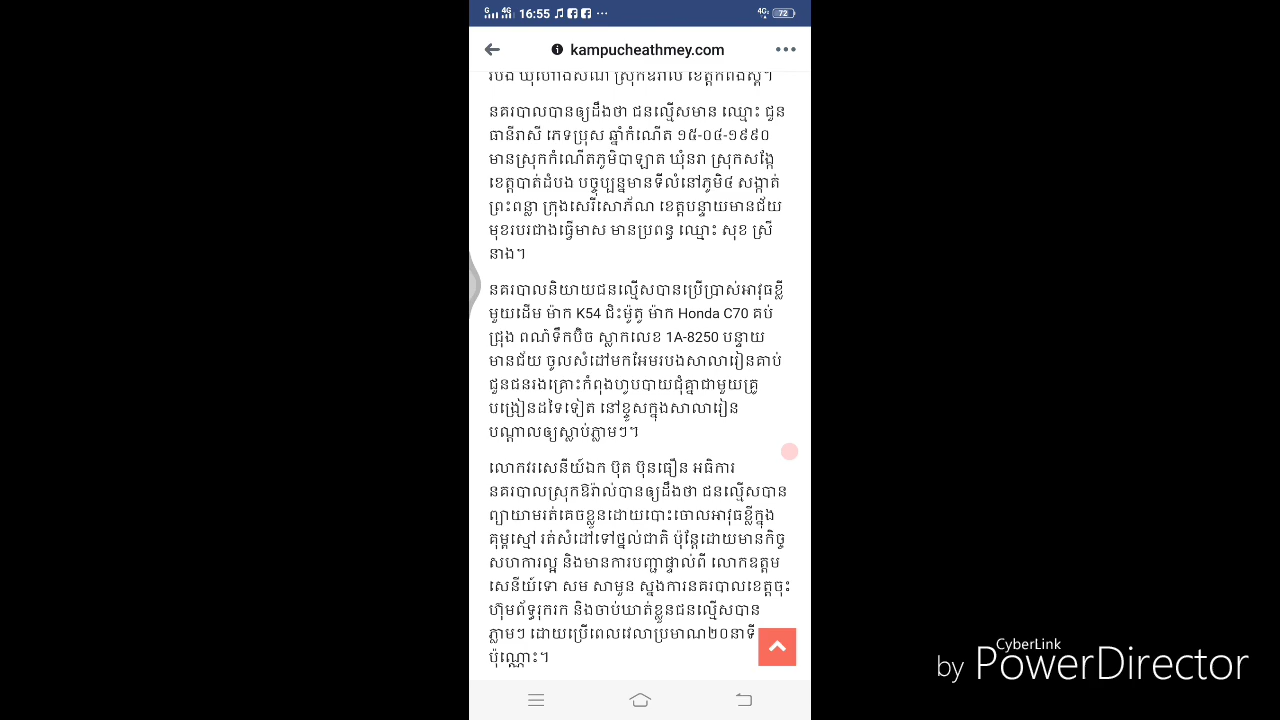 G 4G 16:55 4G 72
kampucheathmey.com
ស្រុកឱរ៉ាល់ ខេត្តកំពង់ស្ពឺ។
នគរបាលបានឲ្យដឹងថា ជនល្មើសមាន ឈ្មោះ ជួន
ធានីរាសី ភេទប្រុស ឆ្នាំកំណើត ១៥-០៤-១៩៩០
មានស្រុកកំណើតភូមិបាឡាត ឃុំនរា ស្រុកសង្កែ
ខេត្តបាត់ដំបង បច្ចុប្បន្នមានទីលំនៅភូមិ៤ សង្កាត់
ព្រះពន្លា ក្រុងសេរីសោភ័ណ ខេត្តបន្ទាយមានជ័យ
មុខរបរជាងធ្វើមាស មានប្រពន្ធ ឈ្មោះ សុខ ស្រី
នាង។
នគរបាលនិយាយជនល្មើសបានប្រើប្រាស់អាវុធខ្លី
មួយដើម ម៉ាក K54 ជិះម៉ូតូ ម៉ាក Honda C70 គប់
ជ្រុង ពណ៌ទឹកប៊ិច ស្លាកលេខ 1A-8250 បន្ទាយ
មានជ័យ ចូលសំដៅមកអែមរបងសាលារៀនគាប់
ជួនជនរងគ្រោះកំពុងហូបបាយជុំគ្នាជាមួយគ្រូ
បង្រៀនដទៃទៀត នៅខ្ទូសក្នុងសាលារៀន
បណ្តាលឲ្យស្លាប់ភ្លាមៗ។
លោកវរសេនីយ៍ឯក ប៊ុត ប៊ុនធឿន អធិការ
នគរបាលស្រុកឱរ៉ាល់បានឲ្យដឹងថា ជនល្មើសបាន
ព្យាយាមរត់គេចខ្លួនដោយបោះចោលអាវុធខ្លីក្នុង
គុម្ពស្មៅ រត់សំដៅទៅថ្នល់ជាតិ ប៉ុន្តែដោយមានកិច្ច
សហការល្អ និងមានការបញ្ជាផ្ទាល់ពី លោកឧត្តម
សេនីយ៍ទោ សម សាមួន ស្នងការនគរបាលខេត្តចុះ
ហ៊ុមព័ទ្ធរុករក និងចាប់ឃាត់ខ្លួនជនល្មើសបាន
ភ្លាមៗ ដោយប្រើពេលវេលាប្រមាណ២០នាទី
ប៉ុណ្ណោះ។
CyberLink
by PowerDirector